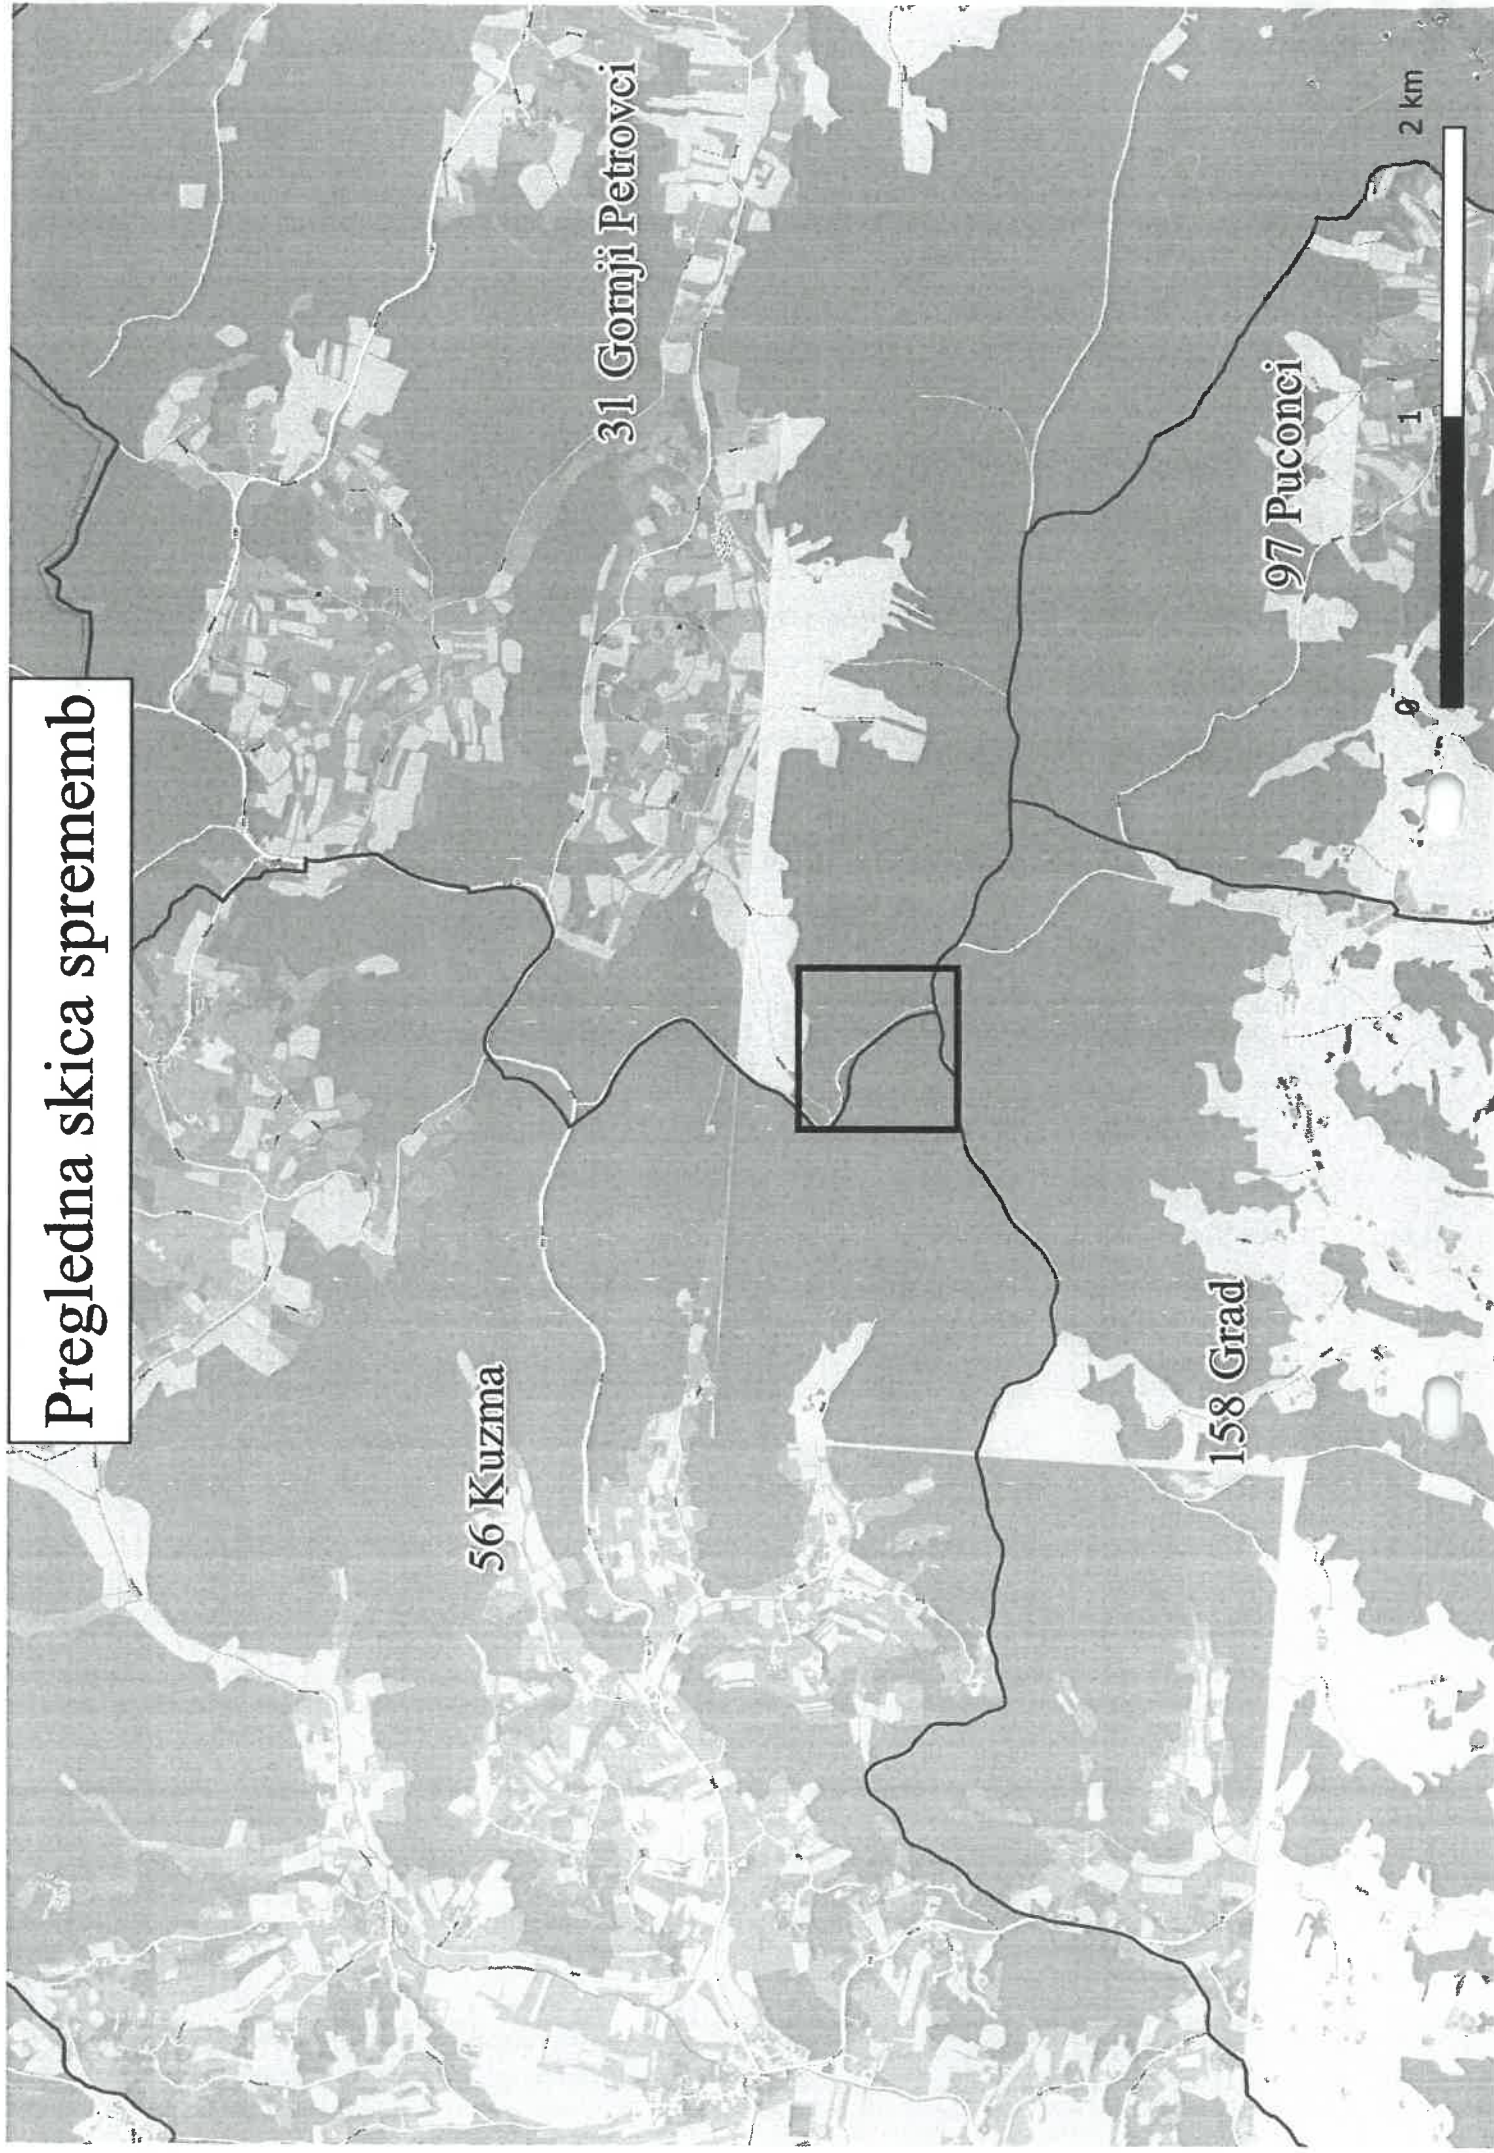 Pregledna skica sprememb
56 Kuzma
31 Gornji Petrovci
158 Grad
97 Puconci
0 1 2 km